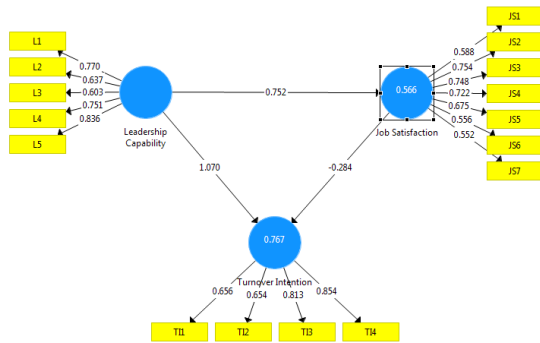 JS1
L1
JS2
0.770
0.588
L2
0.637
0.754
JS3
0.748
L3
0.603
0.752
0.566
0.722
JS4
0.751
0.675
L4
0.836
0.556
JS5
0.552
L5
Leadership
Capability
Job Satisfaction
JS6
JS7
1.070
-0.284
0.767
Turnover Intention
0.656
0.654
0.813
0.854
TI1
TI2
TI3
TI4